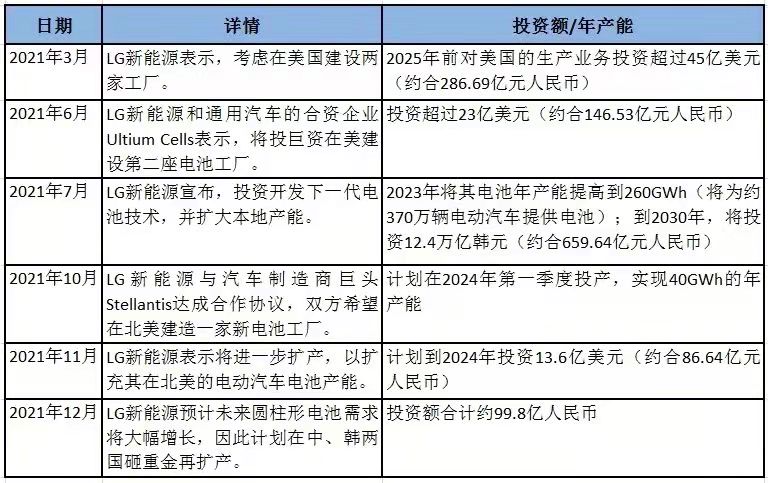 日期
详情
投资额/年产能
2021年3月
LG新能源表示，考虑在美国建设两
家工厂。
2025年前对美国的生产业务投资超过45亿美元
（约合286.69亿元人民币）
2021年6月
LG新能源和通用汽车的合资企业
Ultium Cells表示，将投巨资在美建
设第二座电池工厂。
投资超过23亿美元（约合146.53亿元人民币）
2021年7月
LG新能源宣布，投资开发下一代电
池技术，并扩大本地产能。
2023年将其电池年产能提高到260GWh（将为约
370万辆电动汽车提供电池）；到2030年，将投
资12.4万亿韩元（约合659.64亿元人民币）
2021年10月
LG新能源与汽车制造商巨头
Stellantis达成合作协议，双方希望
在北美建造一家新电池工厂。
计划在2024年第一季度投产，实现40GWh的年
产能
2021年11月
LG新能源表示将进一步扩产，以扩
充其在北美的电动汽车电池产能。
计划到2024年投资13.6亿美元（约合86.64亿元
人民币）
2021年12月
LG新能源预计未来圆柱形电池需求
将大幅增长，因此计划在中、韩两
国砸重金再扩产。
投资额合计约99.8亿人民币